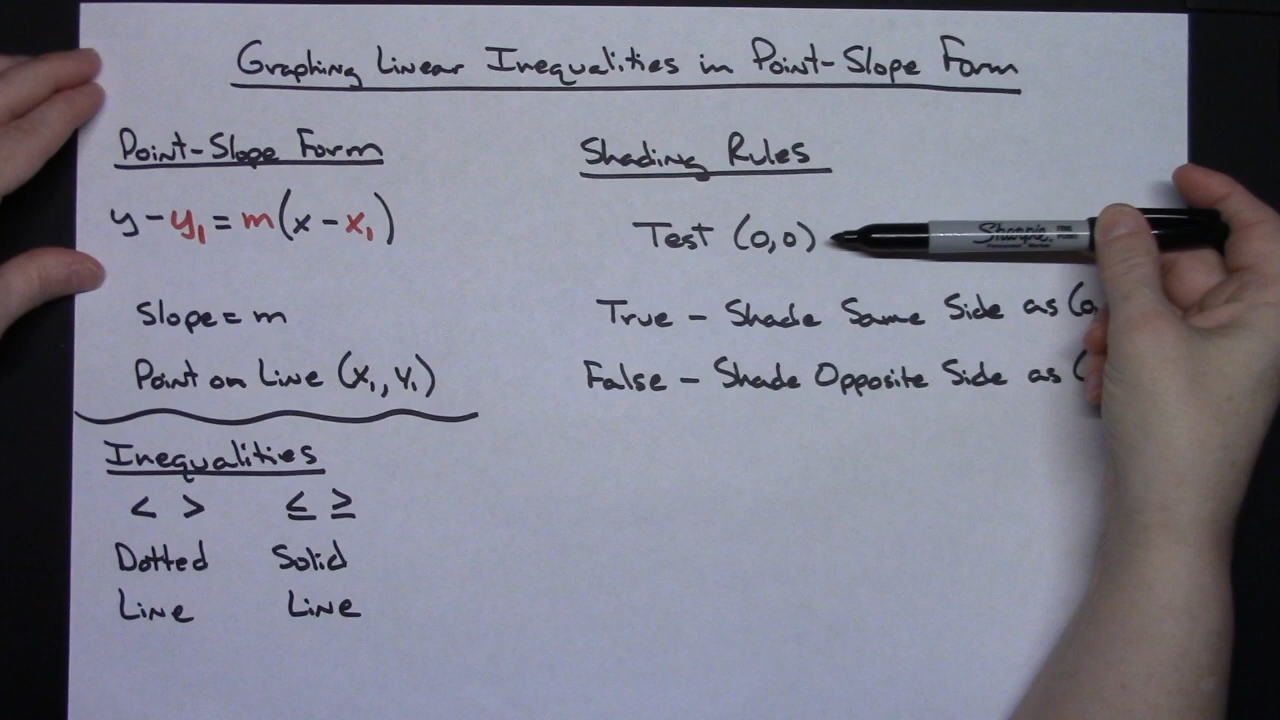 Graphing Linear Inequalities in Point-Slope Form
Point-Slope Form
y - y₁ = m(x - x₁)
Slope = m
Point on Line (x₁, y₁)
Inequalities
< > ≤ ≥
Dotted Solid
Line Line
Shading Rules
Test (0,0)
True - Shade Same Side as (0,
False - Shade Opposite Side as (
Sharpie